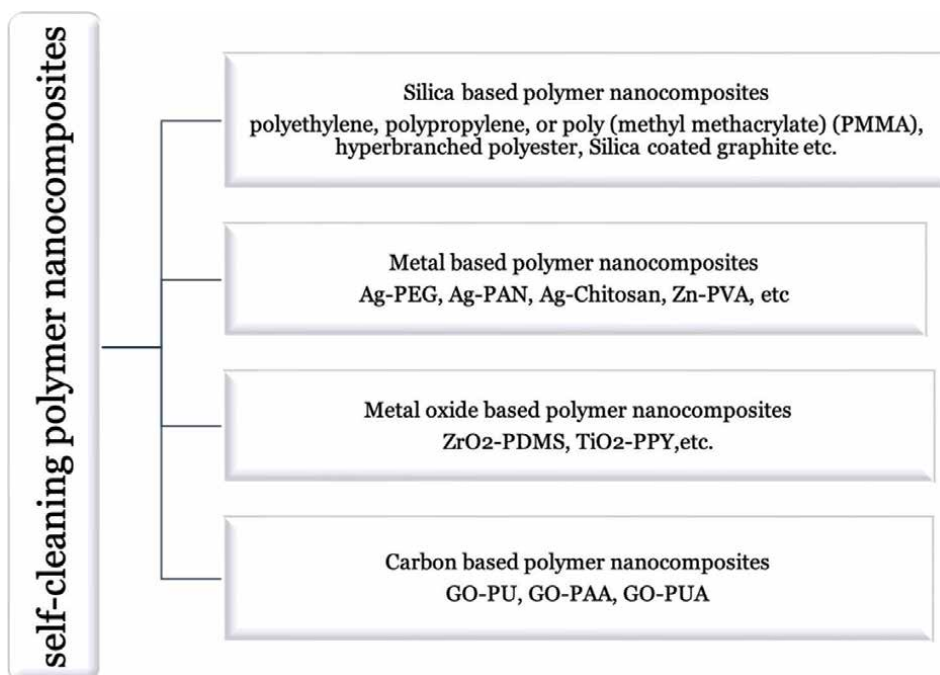 self-cleaning polymer nanocomposites
Silica based polymer nanocomposites
polyethylene, polypropylene, or poly (methyl methacrylate) (PMMA),
hyperbranched polyester, Silica coated graphite etc.
Metal based polymer nanocomposites
Ag-PEG, Ag-PAN, Ag-Chitosan, Zn-PVA, etc
Metal oxide based polymer nanocomposites
ZrO2-PDMS, TiO2-PPY,etc.
Carbon based polymer nanocomposites
GO-PU, GO-PAA, GO-PUA